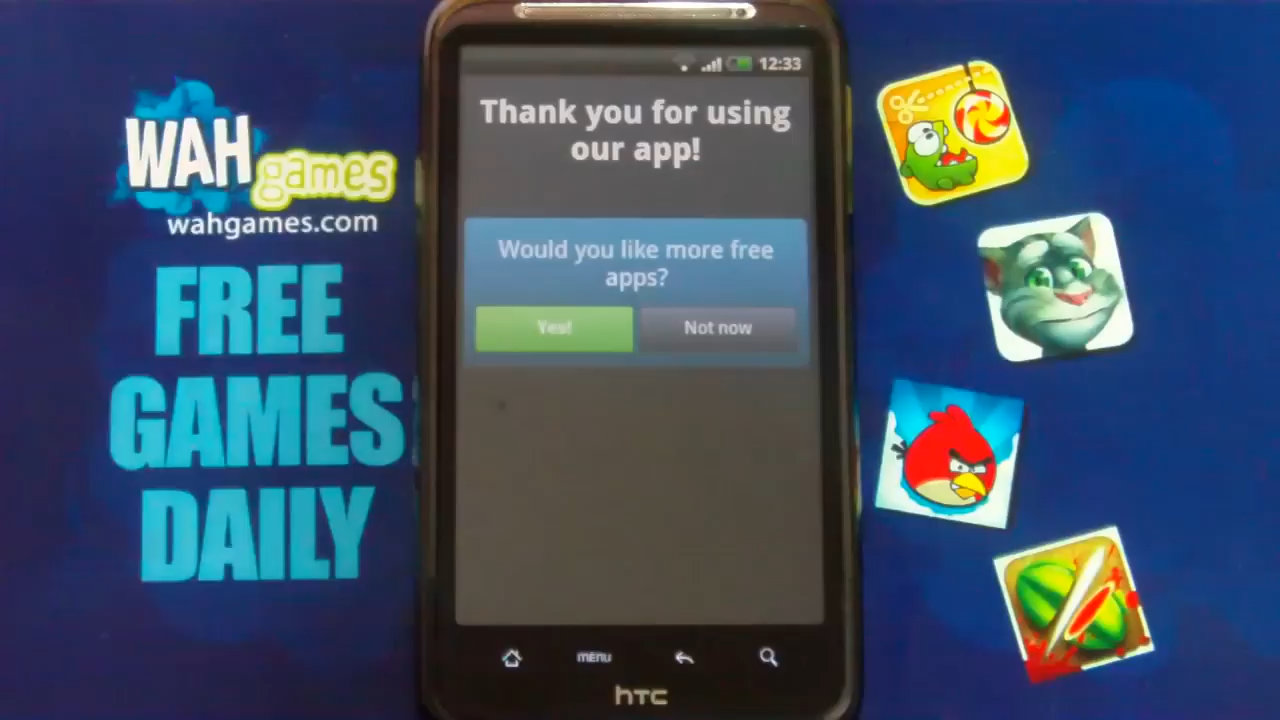 WAH
games
wahgames.com
FREE
GAMES
DAILY
12:33
Thank you for using
our app!
Would you like more free
apps?
Yes!
Not now
MENU
hTC